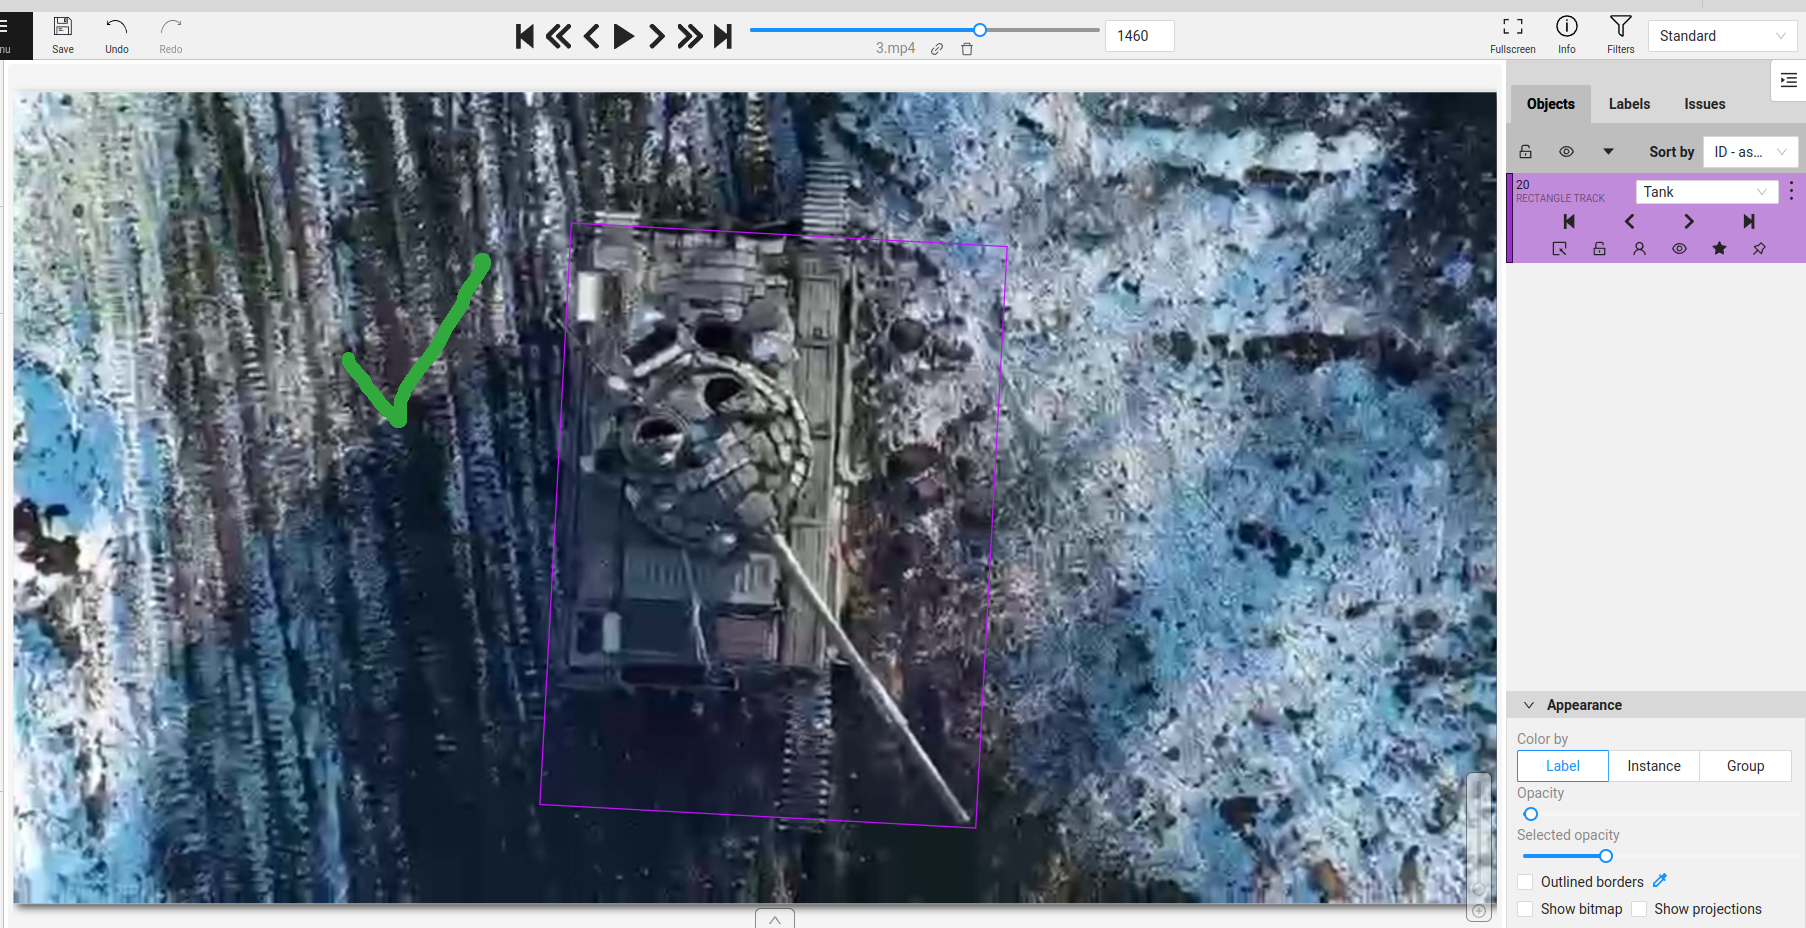 nu
Save
Undo
Redo
3.mp4
1460
Fullscreen
Info
Filters
Standard
Objects
Labels
Issues
Sort by
ID - as...
20
RECTANGLE TRACK
Tank
Appearance
Color by
Label
Instance
Group
Opacity
Selected opacity
Outlined borders
Show bitmap
Show projections